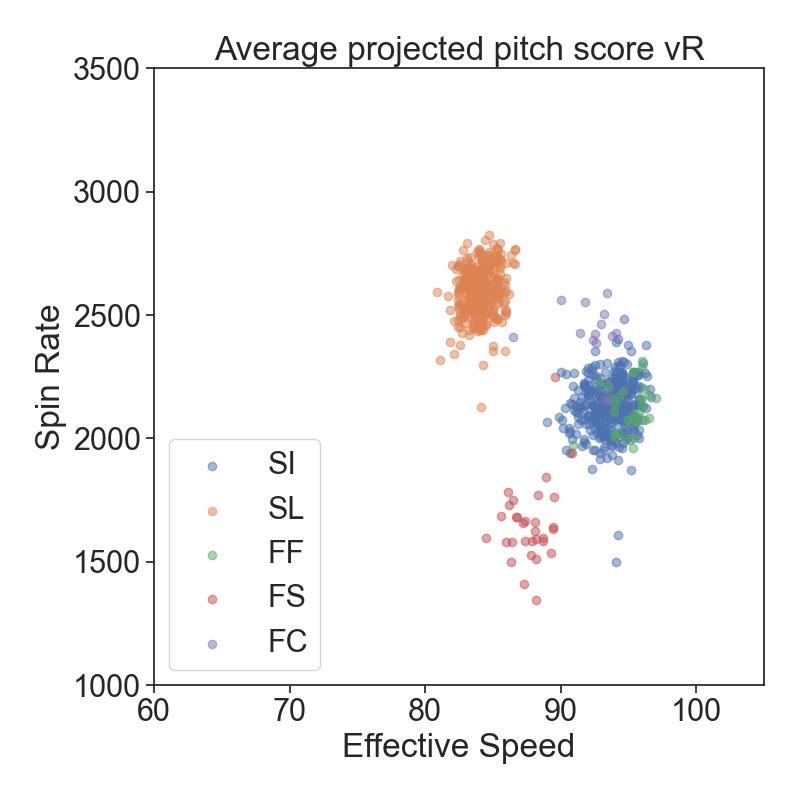 Average projected pitch score vR
3500
3000
2500
2000
1500
1000
Spin Rate
SI
SL
FF
FS
FC
60
70
80
90
100
Effective Speed